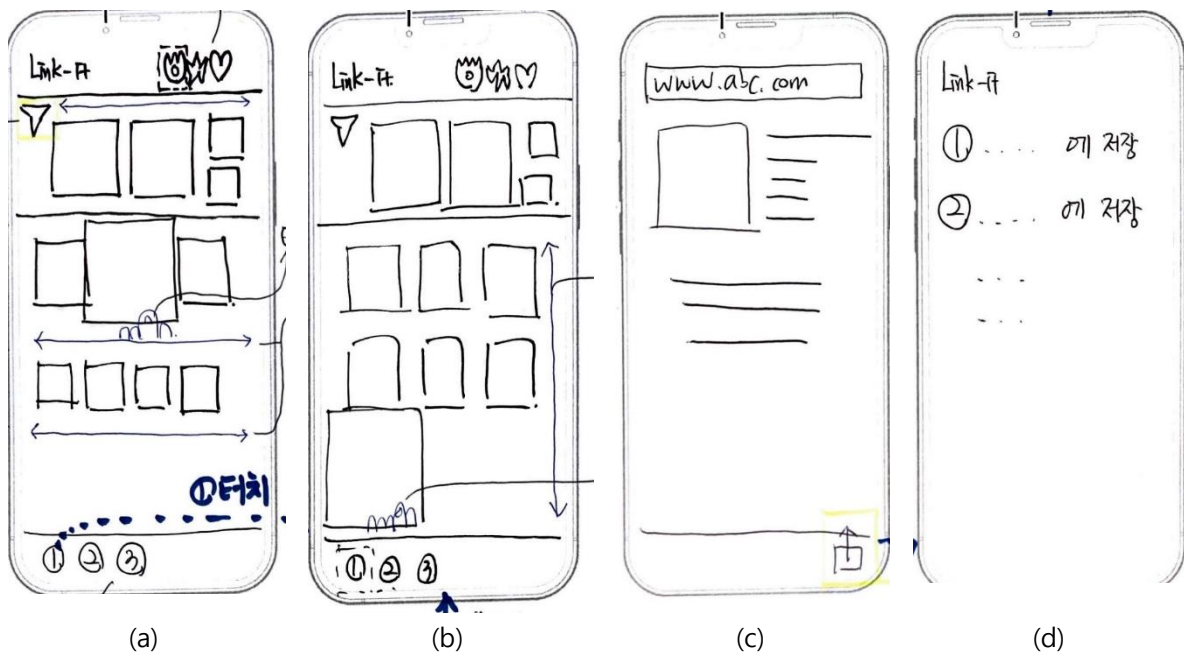 Link-It
① 터치
① ② ③
Link-It
① ② ③
www.abc.com
Link-It
① .... 에 저장
② .... 에 저장
....
....
(a) (b) (c) (d)